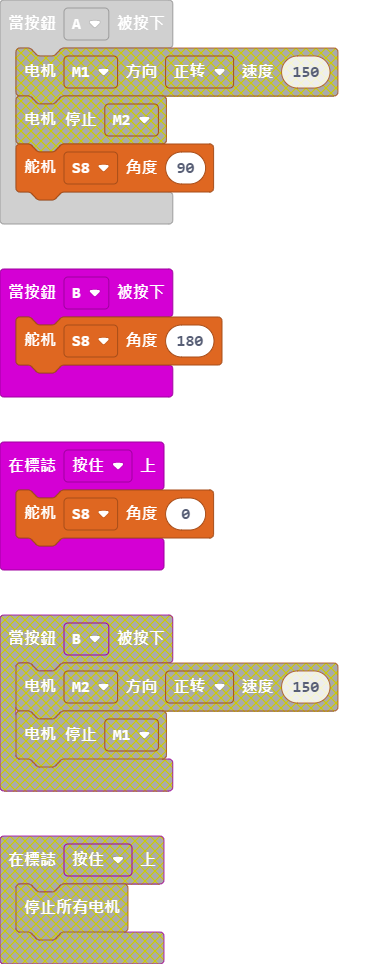 當按鈕 A 被按下
电机 M1 方向 正转 速度 150
电机 停止 M2
舵机 S8 角度 90
當按鈕 B 被按下
舵机 S8 角度 180
在標誌 按住 上
舵机 S8 角度 0
當按鈕 B 被按下
电机 M2 方向 正转 速度 150
电机 停止 M1
在標誌 按住 上
停止所有电机